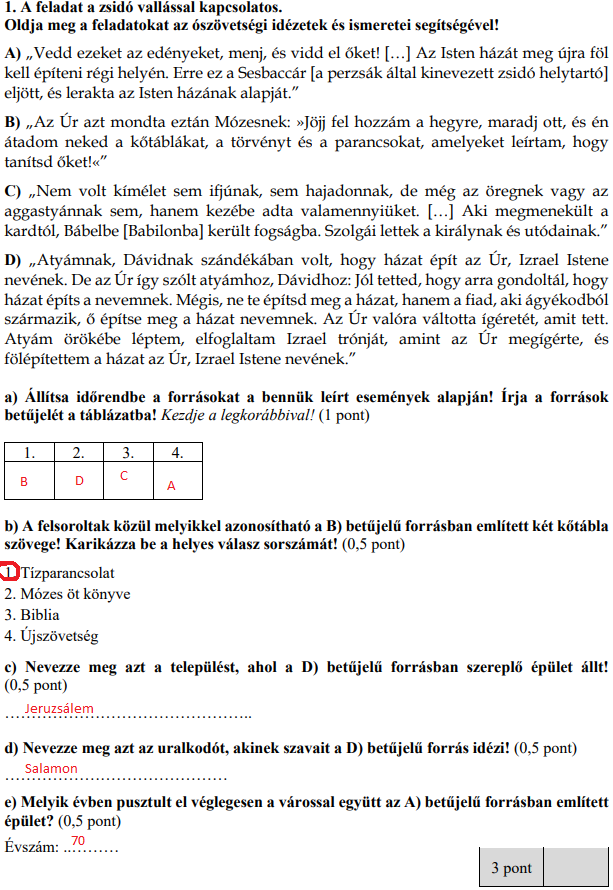 1. A feladat a zsidó vallással kapcsolatos.
Oldja meg a feladatokat az ószövetségi idézetek és ismeretei segítségével!
A) „Vedd ezeket az edényeket, menj, és vidd el őket! […] Az Isten házát meg újra föl
kell építeni régi helyén. Erre ez a Sesbaccár [a perzsák által kinevezett zsidó helytartó]
eljött, és lerakta az Isten házának alapját.”
B) „Az Úr azt mondta eztán Mózesnek: »Jöjj fel hozzám a hegyre, maradj ott, és én
átadom neked a kőtáblákat, a törvényt és a parancsokat, amelyeket leírtam, hogy
tanítsd őket!«”
C) „Nem volt kímélet sem ifjúnak, sem hajadonnak, de még az öregnek vagy az
aggastyánnak sem, hanem kezébe adta valamennyiüket. […] Aki megmenekült a
kardtól, Bábelbe [Babilonba] került fogságba. Szolgái lettek a királynak és utódainak.”
D) „Atyámnak, Dávidnak szándékában volt, hogy házat épít az Úr, Izrael Istene
nevének. De az Úr így szólt atyámhoz, Dávidhoz: Jól tetted, hogy arra gondoltál, hogy
házat építs a nevemnek. Mégis, ne te építsd meg a házat, hanem a fiad, aki ágyékodból
származik, ő építse meg a házat nevemnek. Az Úr valóra váltotta ígéretét, amit tett.
Atyám örökébe léptem, elfoglaltam Izrael trónját, amint az Úr megígérte, és
fölépítettem a házat az Úr, Izrael Istene nevének.”
a) Állítsa időrendbe a forrásokat a bennük leírt események alapján! Írja a források
betűjelét a táblázatba! Kezdje a legkorábbival! (1 pont)
1. 2. 3. 4.
B D C A
b) A felsoroltak közül melyikkel azonosítható a B) betűjelű forrásban említett két kőtábla
szövege! Karikázza be a helyes válasz sorszámát! (0,5 pont)
1. Tízparancsolat
2. Mózes öt könyve
3. Biblia
4. Újszövetség
c) Nevezze meg azt a települést, ahol a D) betűjelű forrásban szereplő épület állt!
(0,5 pont)
Jeruzsálem
d) Nevezze meg azt az uralkodót, akinek szavait a D) betűjelű forrás idézi! (0,5 pont)
Salamon
e) Melyik évben pusztult el véglegesen a várossal együtt az A) betűjelű forrásban említett
épület? (0,5 pont)
Évszám: ..70………
3 pont